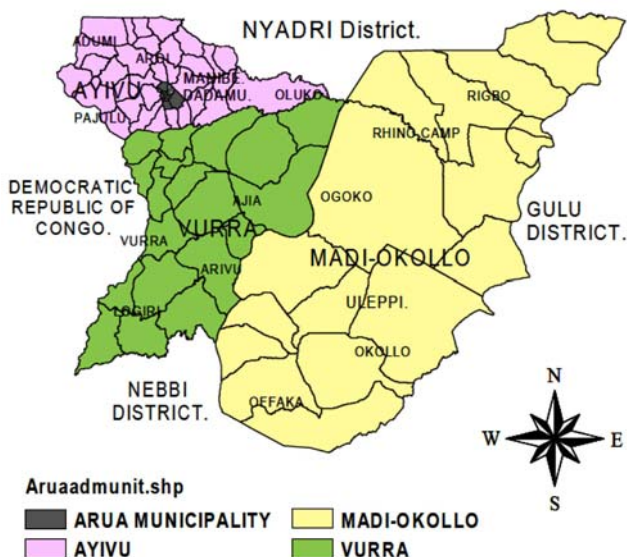 NYADRI District.
ADUMI
ARUI
MANIBE.
AYIVU
DADAMU.
OLUKO
PAJULU
RIGBO
RHINO-CAMP
DEMOCRATIC
REPUBLIC OF
CONGO.
AJIA
OGOKO
GULU
DISTRICT.
VURRA
VURRA
MADI-OKOLLO
ARIVU
ULEPPI.
LOGIRI
OKOLLO
NEBBI
DISTRICT.
OFFAKA
N
W
E
S
Aruaadmunit.shp
ARUA MUNICIPALITY
MADI-OKOLLO
AYIVU
VURRA